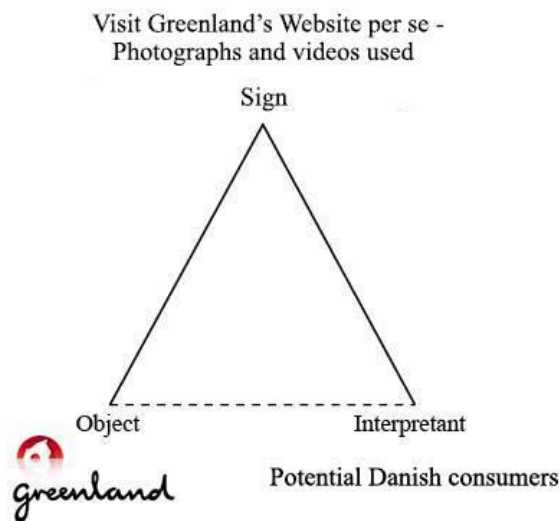 Visit Greenland's Website per se -
Photographs and videos used
Sign
Object
Interpretant
greenland
Potential Danish consumers